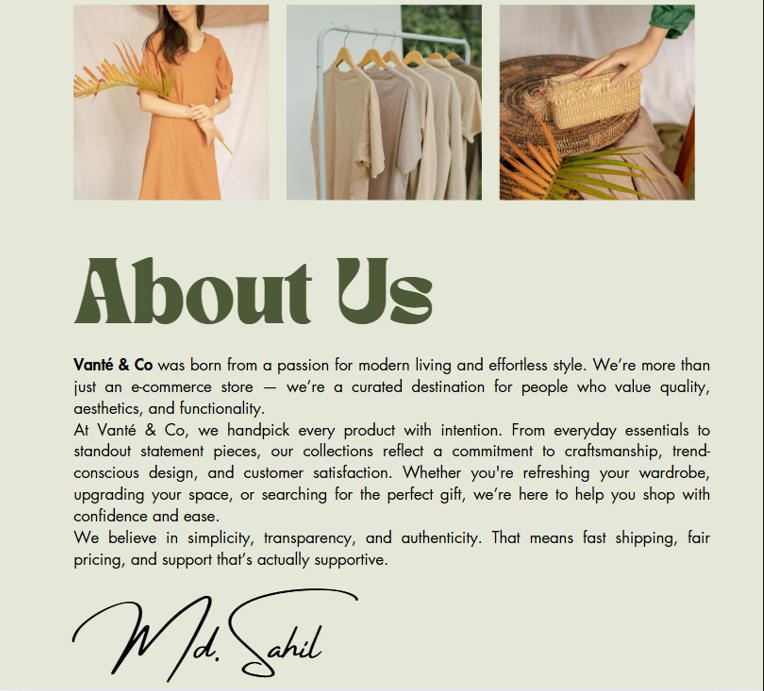 About Us
Vanté & Co was born from a passion for modern living and effortless style. We’re more than
just an e-commerce store — we’re a curated destination for people who value quality,
aesthetics, and functionality.
At Vanté & Co, we handpick every product with intention. From everyday essentials to
standout statement pieces, our collections reflect a commitment to craftsmanship, trend-
conscious design, and customer satisfaction. Whether you're refreshing your wardrobe,
upgrading your space, or searching for the perfect gift, we’re here to help you shop with
confidence and ease.
We believe in simplicity, transparency, and authenticity. That means fast shipping, fair
pricing, and support that’s actually supportive.
Md. Sahil